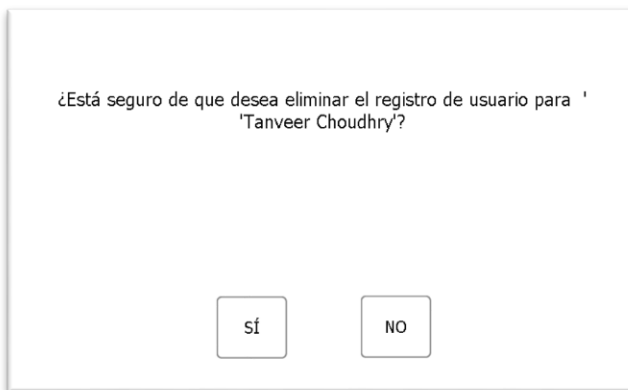 ¿Está seguro de que desea eliminar el registro de usuario para '
'Tanveer Choudhry'?
SÍ
NO